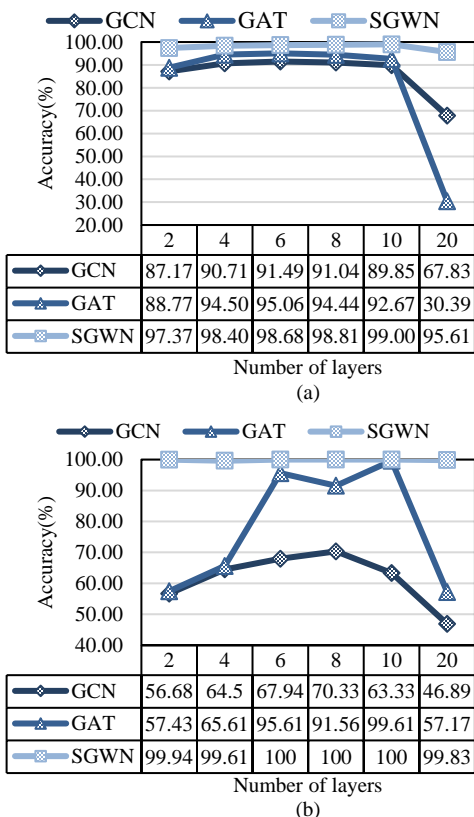 GCN GAT SGWN
100.00
90.00
80.00
70.00
60.00
50.00
40.00
30.00
20.00
Accuracy(%)
2 4 6 8 10 20
GCN 87.17 90.71 91.49 91.04 89.85 67.83
GAT 88.77 94.50 95.06 94.44 92.67 30.39
SGWN 97.37 98.40 98.68 98.81 99.00 95.61
Number of layers
(a)
GCN GAT SGWN
100.00
90.00
80.00
70.00
60.00
50.00
40.00
Accuracy(%)
2 4 6 8 10 20
GCN 56.68 64.5 67.94 70.33 63.33 46.89
GAT 57.43 65.61 95.61 91.56 99.61 57.17
SGWN 99.94 99.61 100 100 100 99.83
Number of layers
(b)